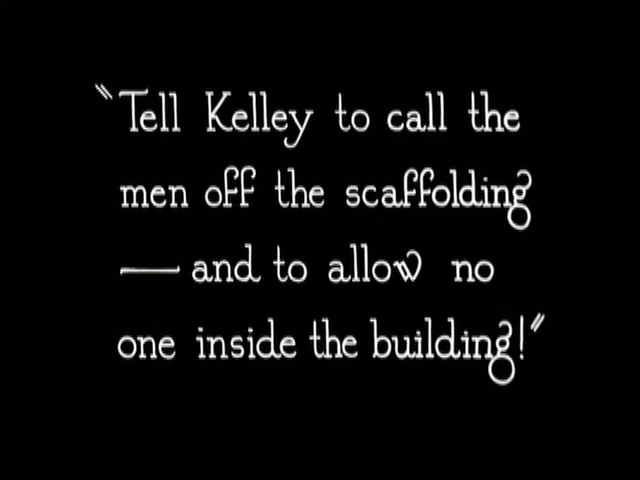 "Tell Kelley to call the
men off the scaffolding
— and to allow no
one inside the building!"